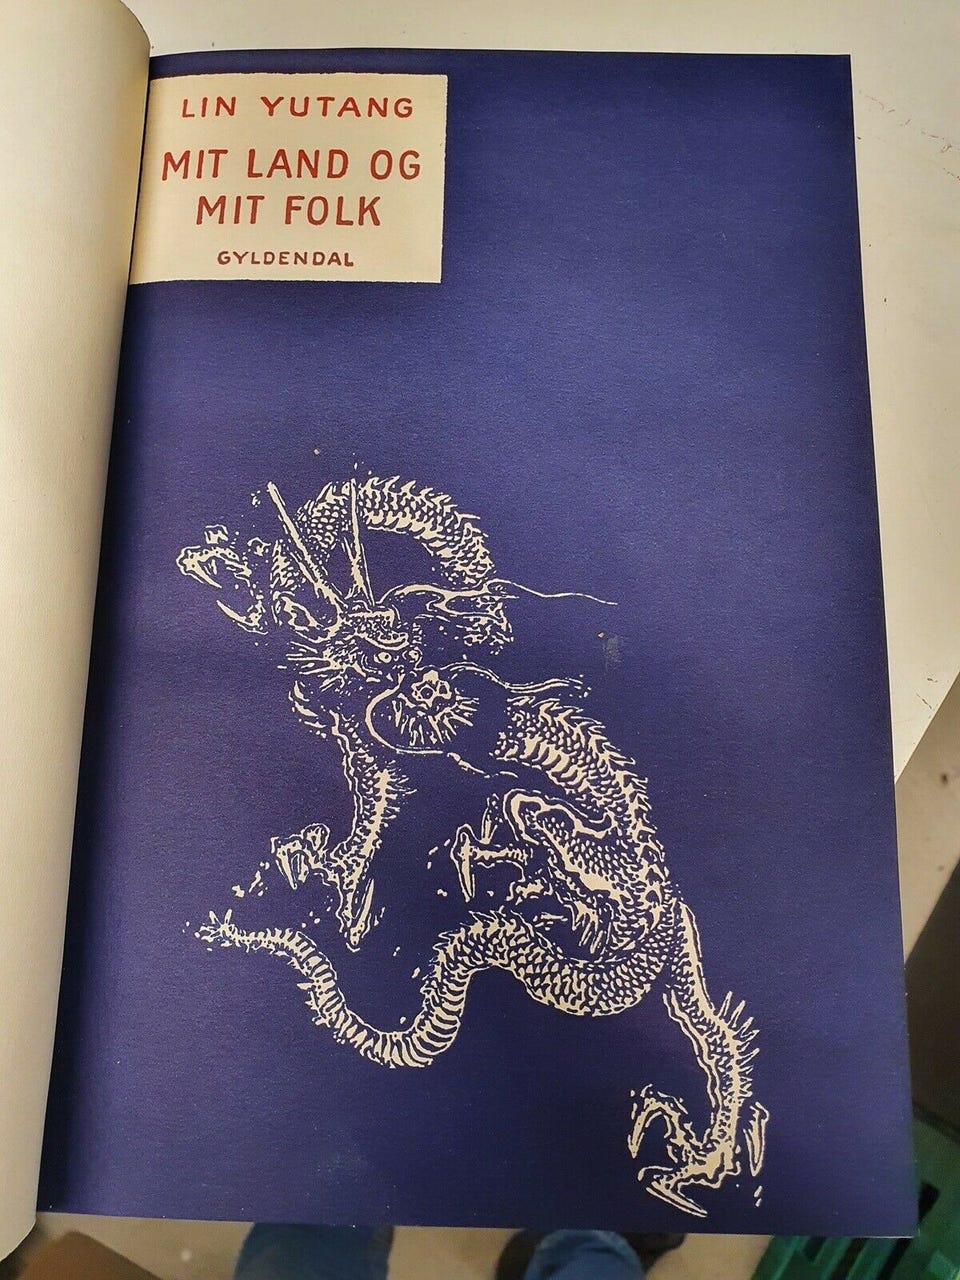 LIN YUTANG
MIT LAND OG
MIT FOLK
GYLDENDAL